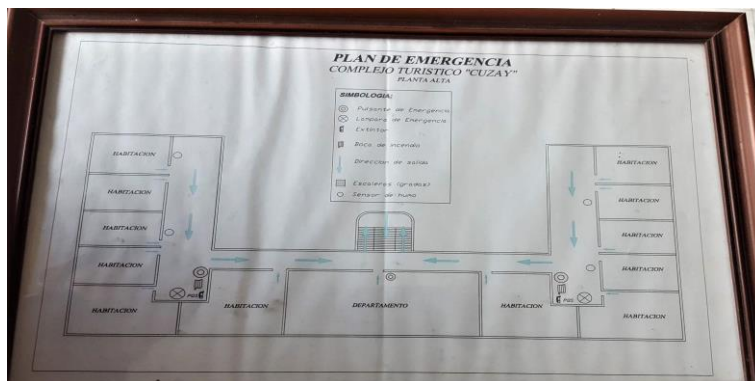 PLAN DE EMERGENCIA
COMPLEJO TURISTICO "CUZAY"
PLANTA ALTA
SIMBOLOGIA:
Pulsante de Emergencia
Lampara de Emergencia
Extintor
Boca de incendio
Direccion de salida
Escaleras (gradas)
Sensor de humo
HABITACION
HABITACION
HABITACION
HABITACION
HABITACION
HABITACION
DEPARTAMENTO
HABITACION
HABITACION
HABITACION
HABITACION
HABITACION
HABITACION